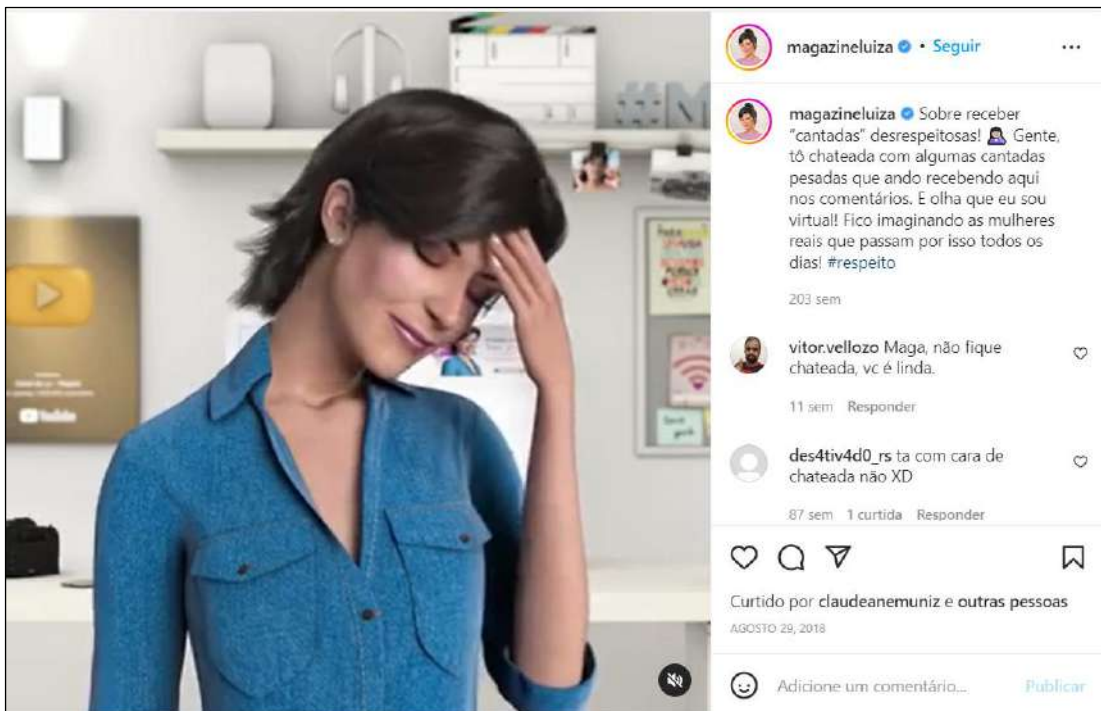 #M
YouTube
magazineluiza • Seguir
magazineluiza Sobre receber
"cantadas" desrespeitosas! Gente,
tô chateada com algumas cantadas
pesadas que ando recebendo aqui
nos comentários. E olha que eu sou
virtual! Fico imaginando as mulheres
reais que passam por isso todos os
dias! #respeito
203 sem
vitor.vellozo Maga, não fique
chateada, vc é linda.
11 sem Responder
des4tiv4d0_rs ta com cara de
chateada não XD
87 sem 1 curtida Responder
Curtido por claudeanemuniz e outras pessoas
AGOSTO 29, 2018
Adicione um comentário...
Publicar